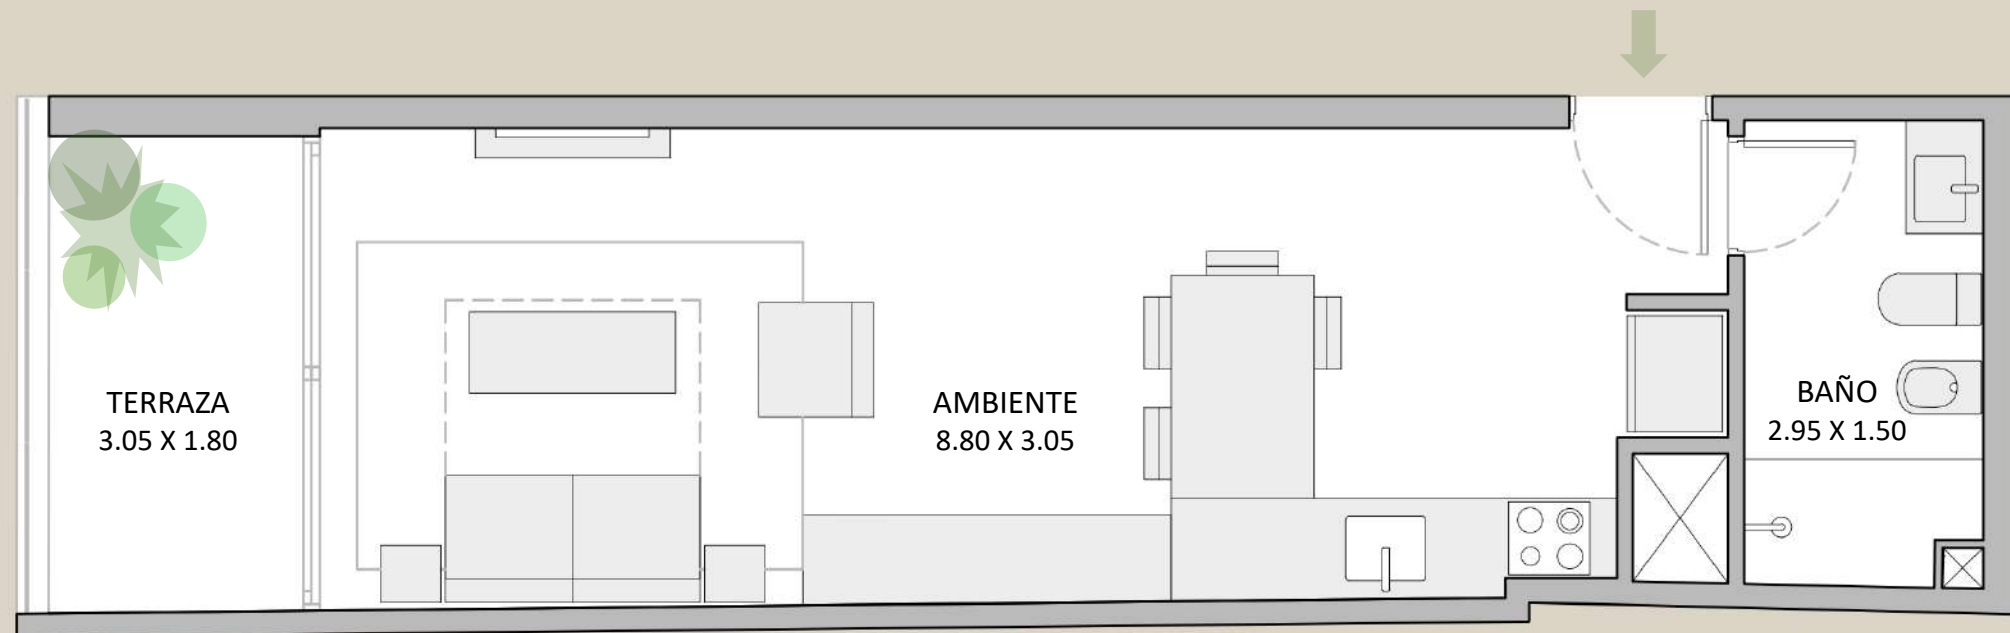 TERRAZA
3.05 X 1.80
AMBIENTE
8.80 X 3.05
BAÑO
2.95 X 1.50